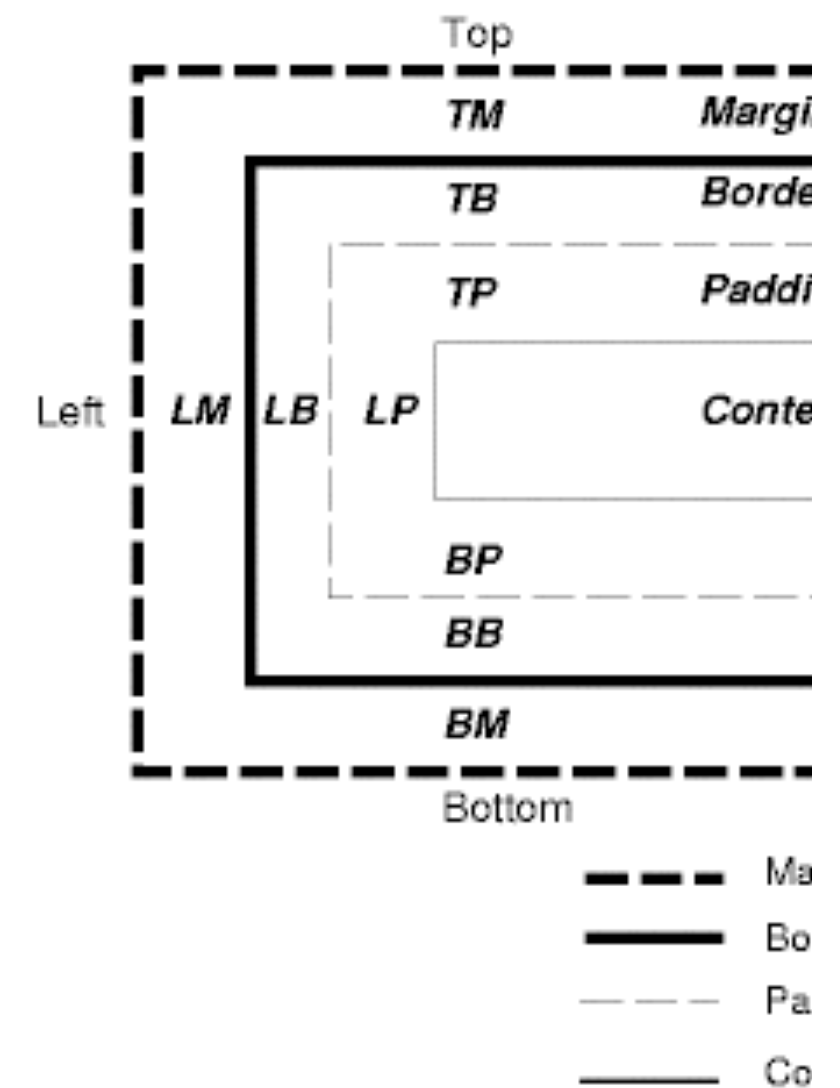 Top
TM Margi
TB Borde
TP Paddi
Left LM LB LP Conte
BP
BB
BM
Bottom
Ma
Bo
Pa
Co